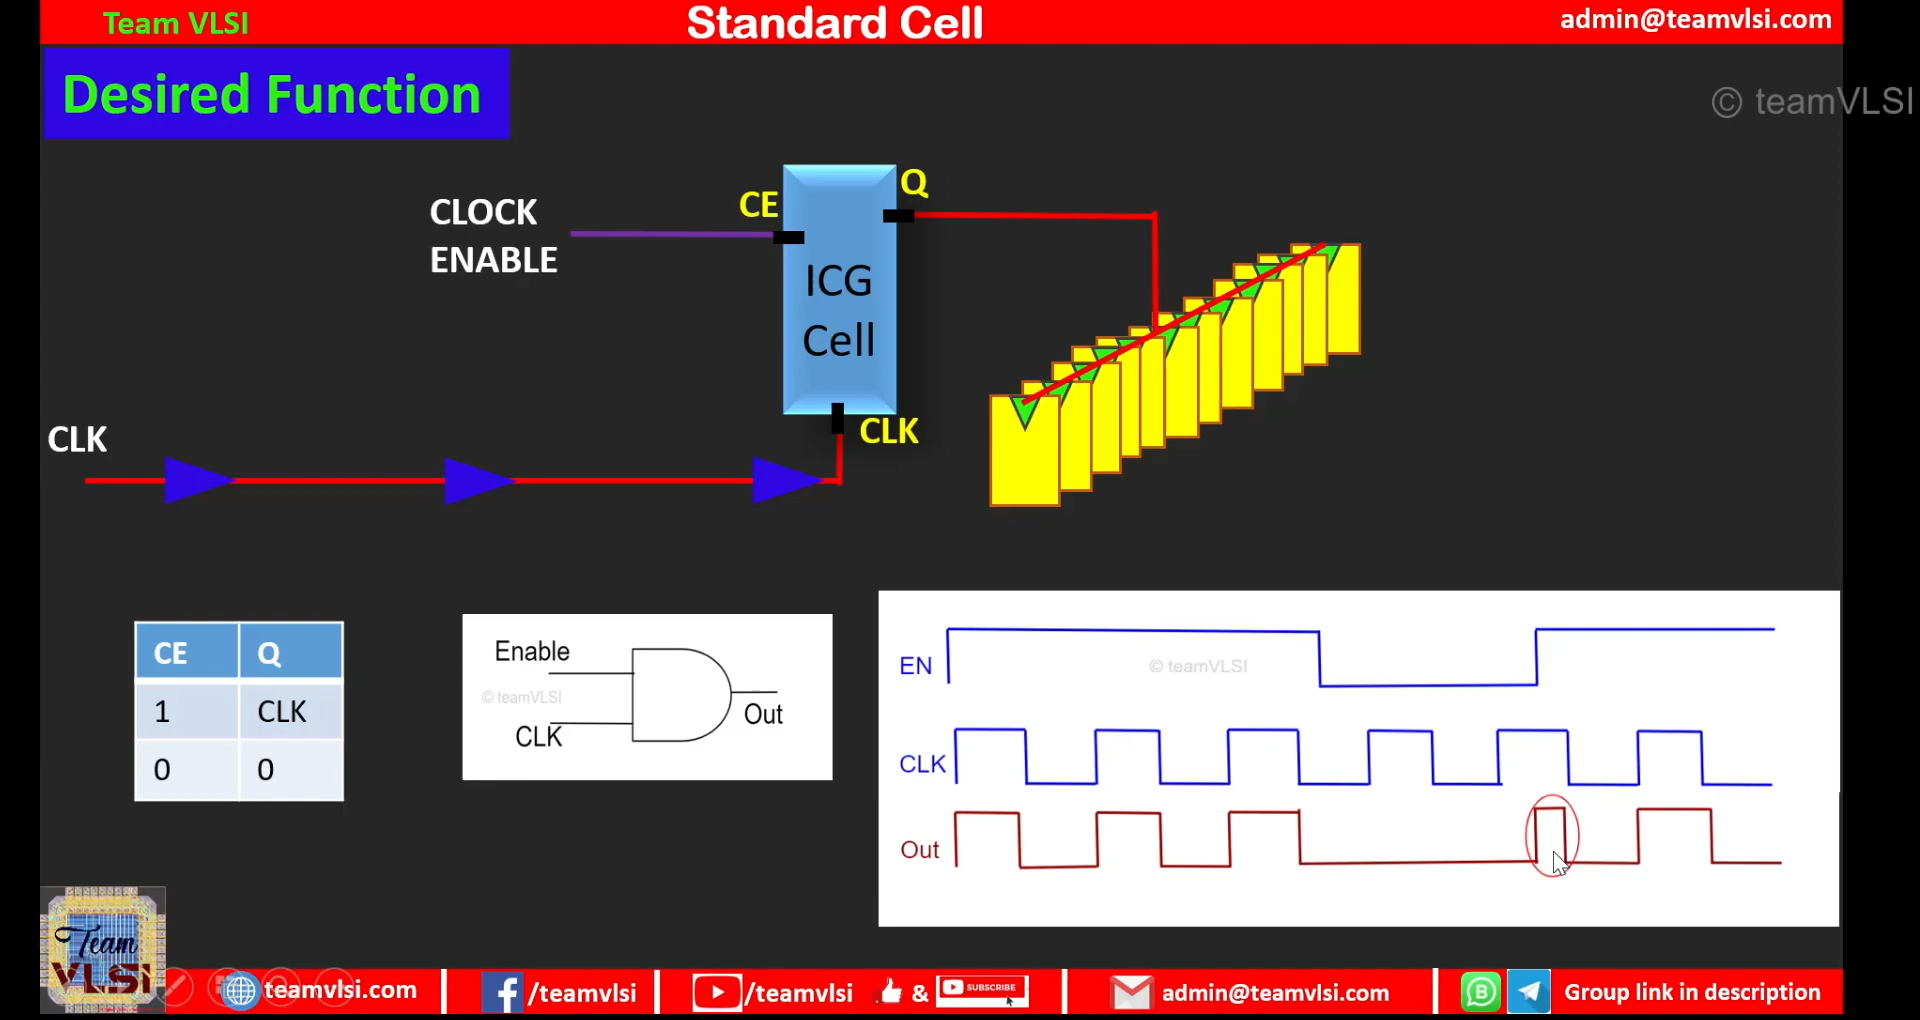 Team VLSI
Standard Cell
admin@teamvlsi.com
Desired Function
© teamVLSI
CLOCK
ENABLE
CE
Q
ICG
Cell
CLK
CLK
CE Q
1 CLK
0 0
Enable
© teamVLSI
CLK
Out
EN
© teamVLSI
CLK
Out
Team
VLSI
teamvlsi.com
/teamvlsi
/teamvlsi
&
SUBSCRIBE
admin@teamvlsi.com
Group link in description